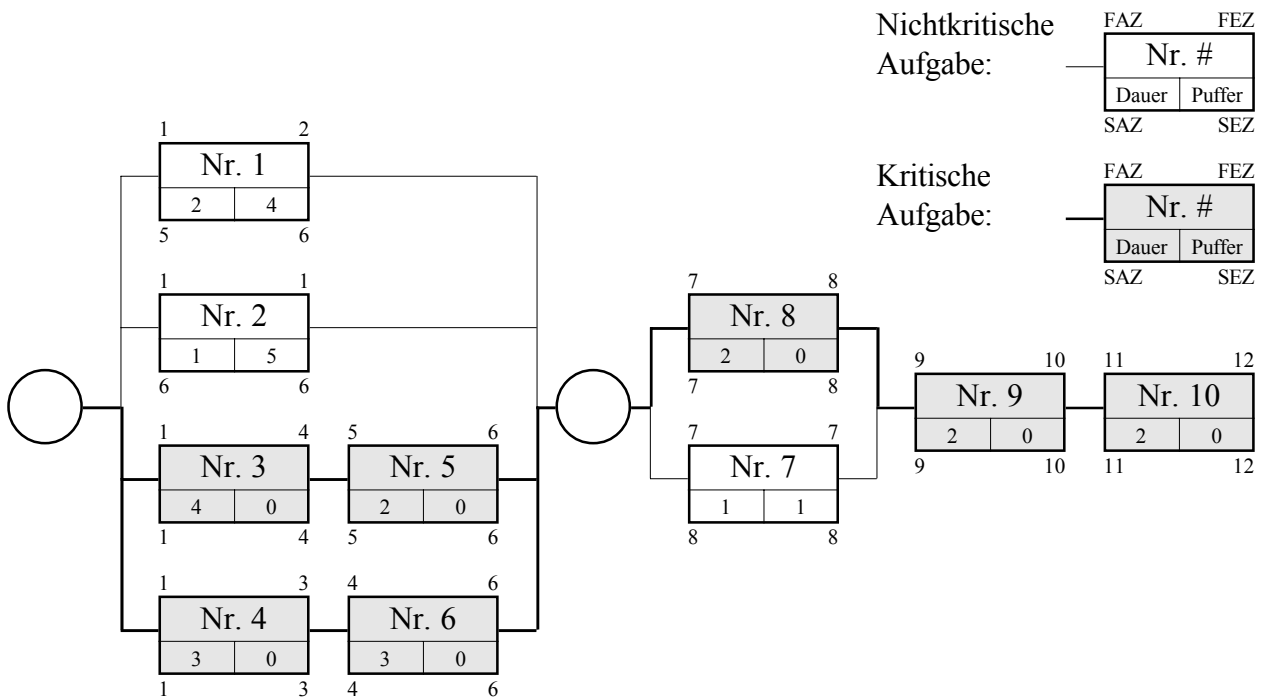 Nichtkritische
Aufgabe:
FAZ FEZ
Nr. #
Dauer Puffer
SAZ SEZ
Kritische
Aufgabe:
FAZ FEZ
Nr. #
Dauer Puffer
SAZ SEZ
1 2
Nr. 1
2 4
5 6
1 1
Nr. 2
1 5
6 6
1 4
Nr. 3
4 0
1 4
5 6
Nr. 5
2 0
5 6
1 3
Nr. 4
3 0
1 3
4 6
Nr. 6
3 0
4 6
7 8
Nr. 8
2 0
7 8
7 7
Nr. 7
1 1
8 8
9 10
Nr. 9
2 0
9 10
11 12
Nr. 10
2 0
11 12